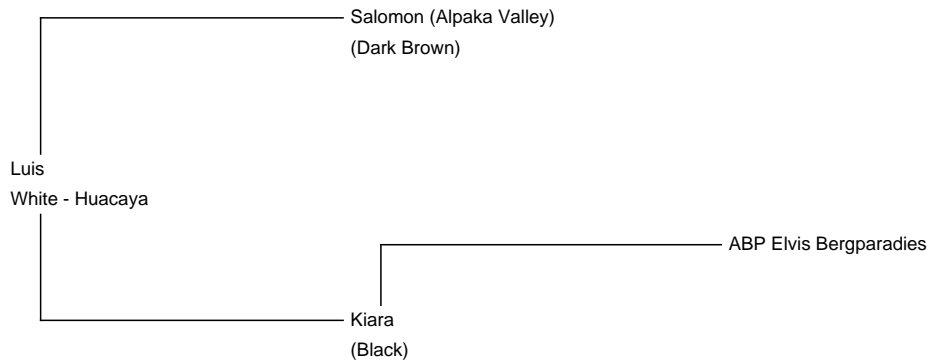 Salomon (Alpaka Valley)
(Dark Brown)
Luis
White - Huacaya
ABP Elvis Bergparadies
Kiara
(Black)